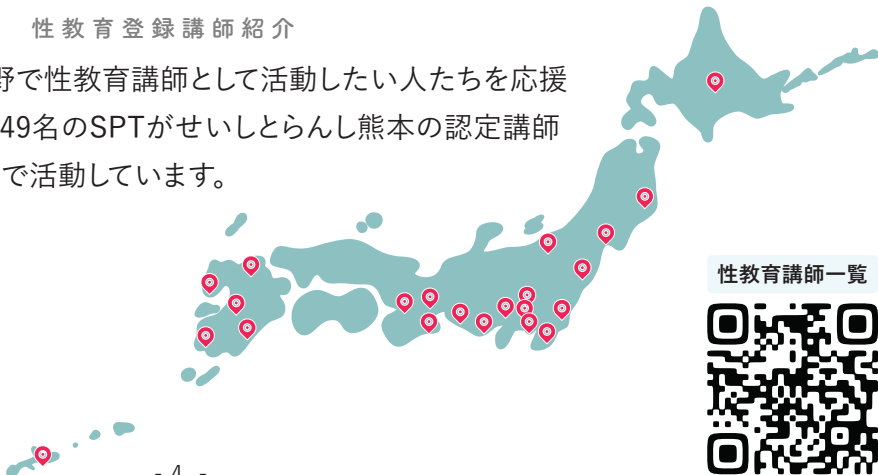 性教育登録講師紹介
野で性教育講師として活動したい人たちを応援
49名のSPTがせいしとらんし熊本の認定講師
で活動しています。
性教育講師一覧
- 4 -